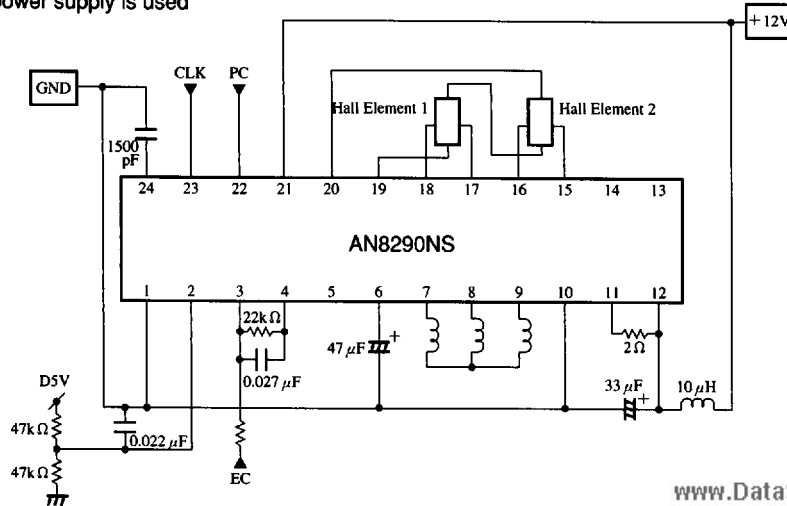 power supply is used
+12V
GND
CLK
PC
Hall Element 1
Hall Element 2
1500
pF
24 23 22 21 20 19 18 17 16 15 14 13
AN8290NS
1 2 3 4 5 6 7 8 9 10 11 12
22kΩ
47 μF +
2Ω
0.027 μF
D5V
33 μF +
10 μH
47kΩ
0.022 μF
47kΩ
EC
www.Data